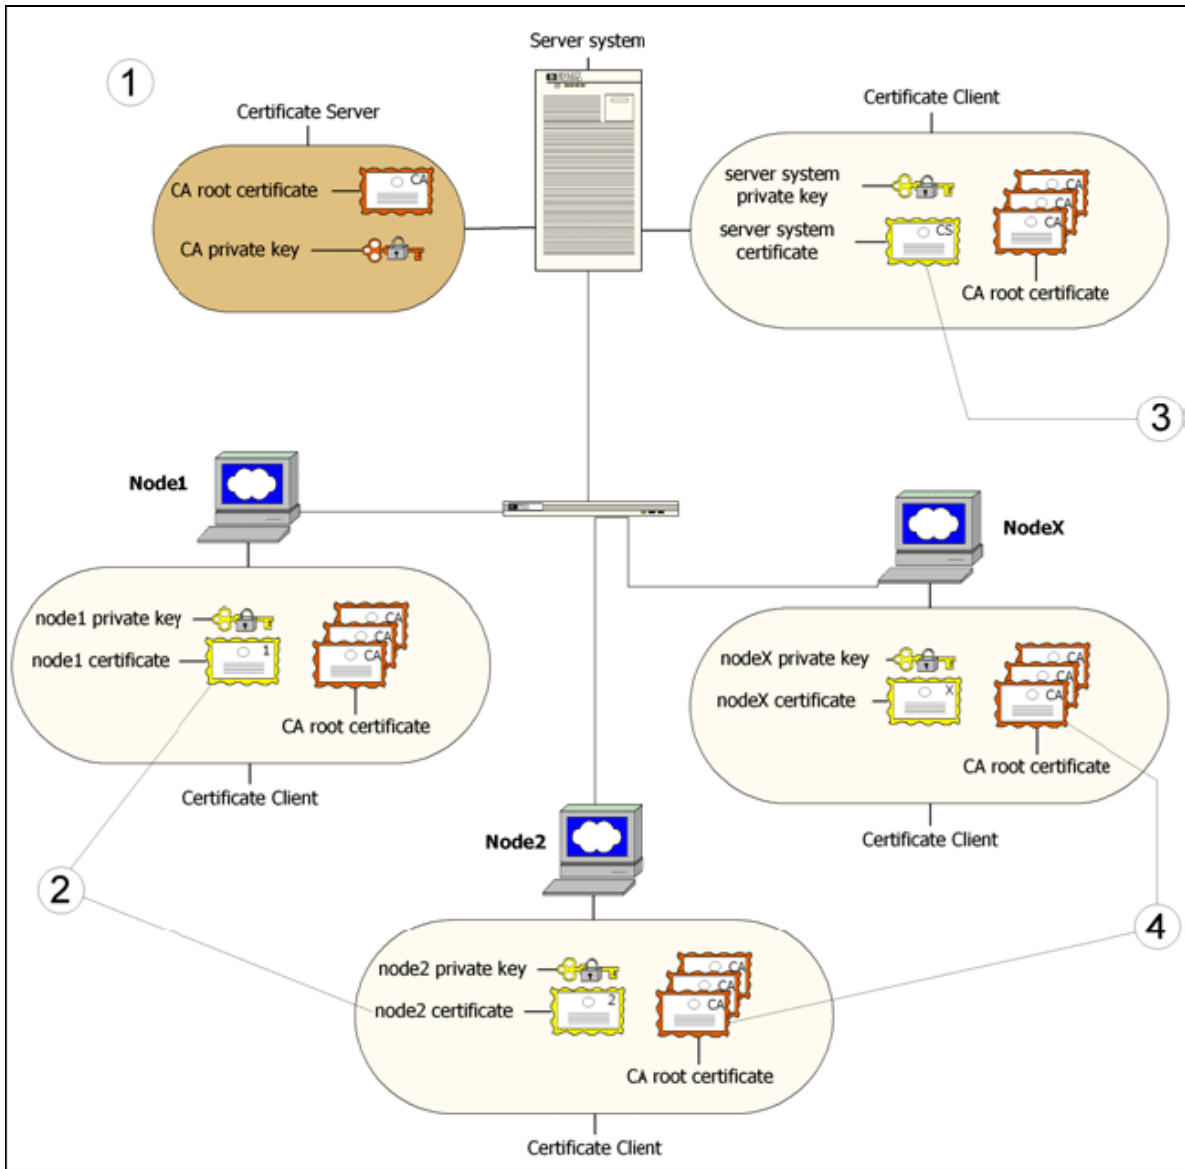 Server system
1
Certificate Server
Certificate Client
CA root certificate
CA
CA private key
server system
private key
server system
certificate
CS
CA
CA
CA
CA root certificate
3
Node1
NodeX
node1 private key
node1 certificate
1
CA
CA
CA
CA root certificate
Certificate Client
nodeX private key
nodeX certificate
X
CA
CA
CA
CA root certificate
Certificate Client
Node2
2
4
node2 private key
node2 certificate
2
CA
CA
CA
CA root certificate
Certificate Client